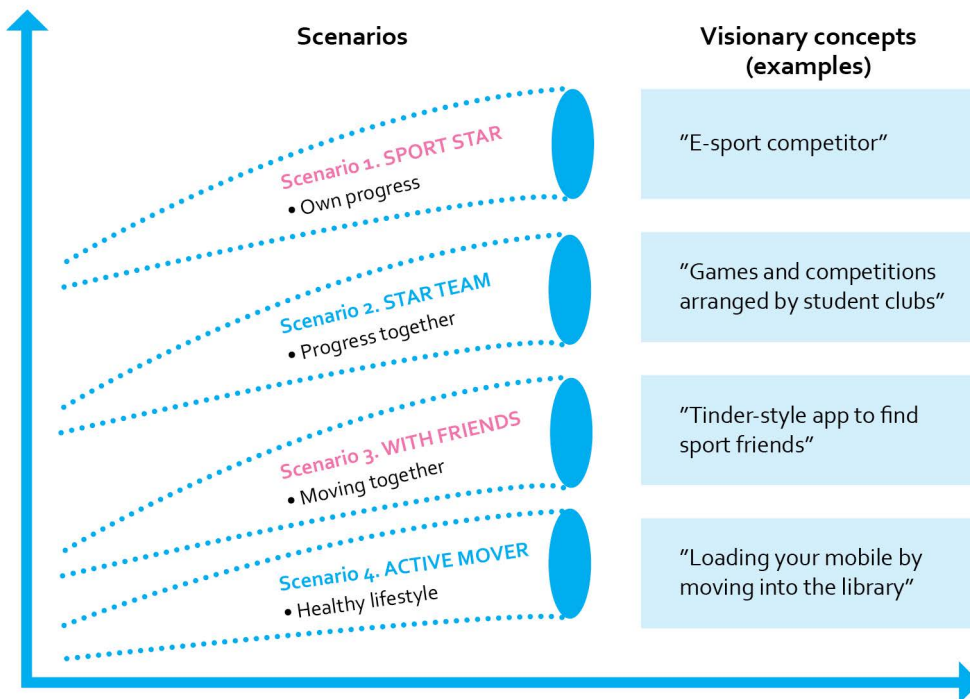 Scenarios
Visionary concepts
(examples)
Scenario 1. SPORT STAR
• Own progress
”E-sport competitor”
Scenario 2. STAR TEAM
• Progress together
”Games and competitions
arranged by student clubs”
Scenario 3. WITH FRIENDS
• Moving together
”Tinder-style app to find
sport friends”
Scenario 4. ACTIVE MOVER
• Healthy lifestyle
”Loading your mobile by
moving into the library”